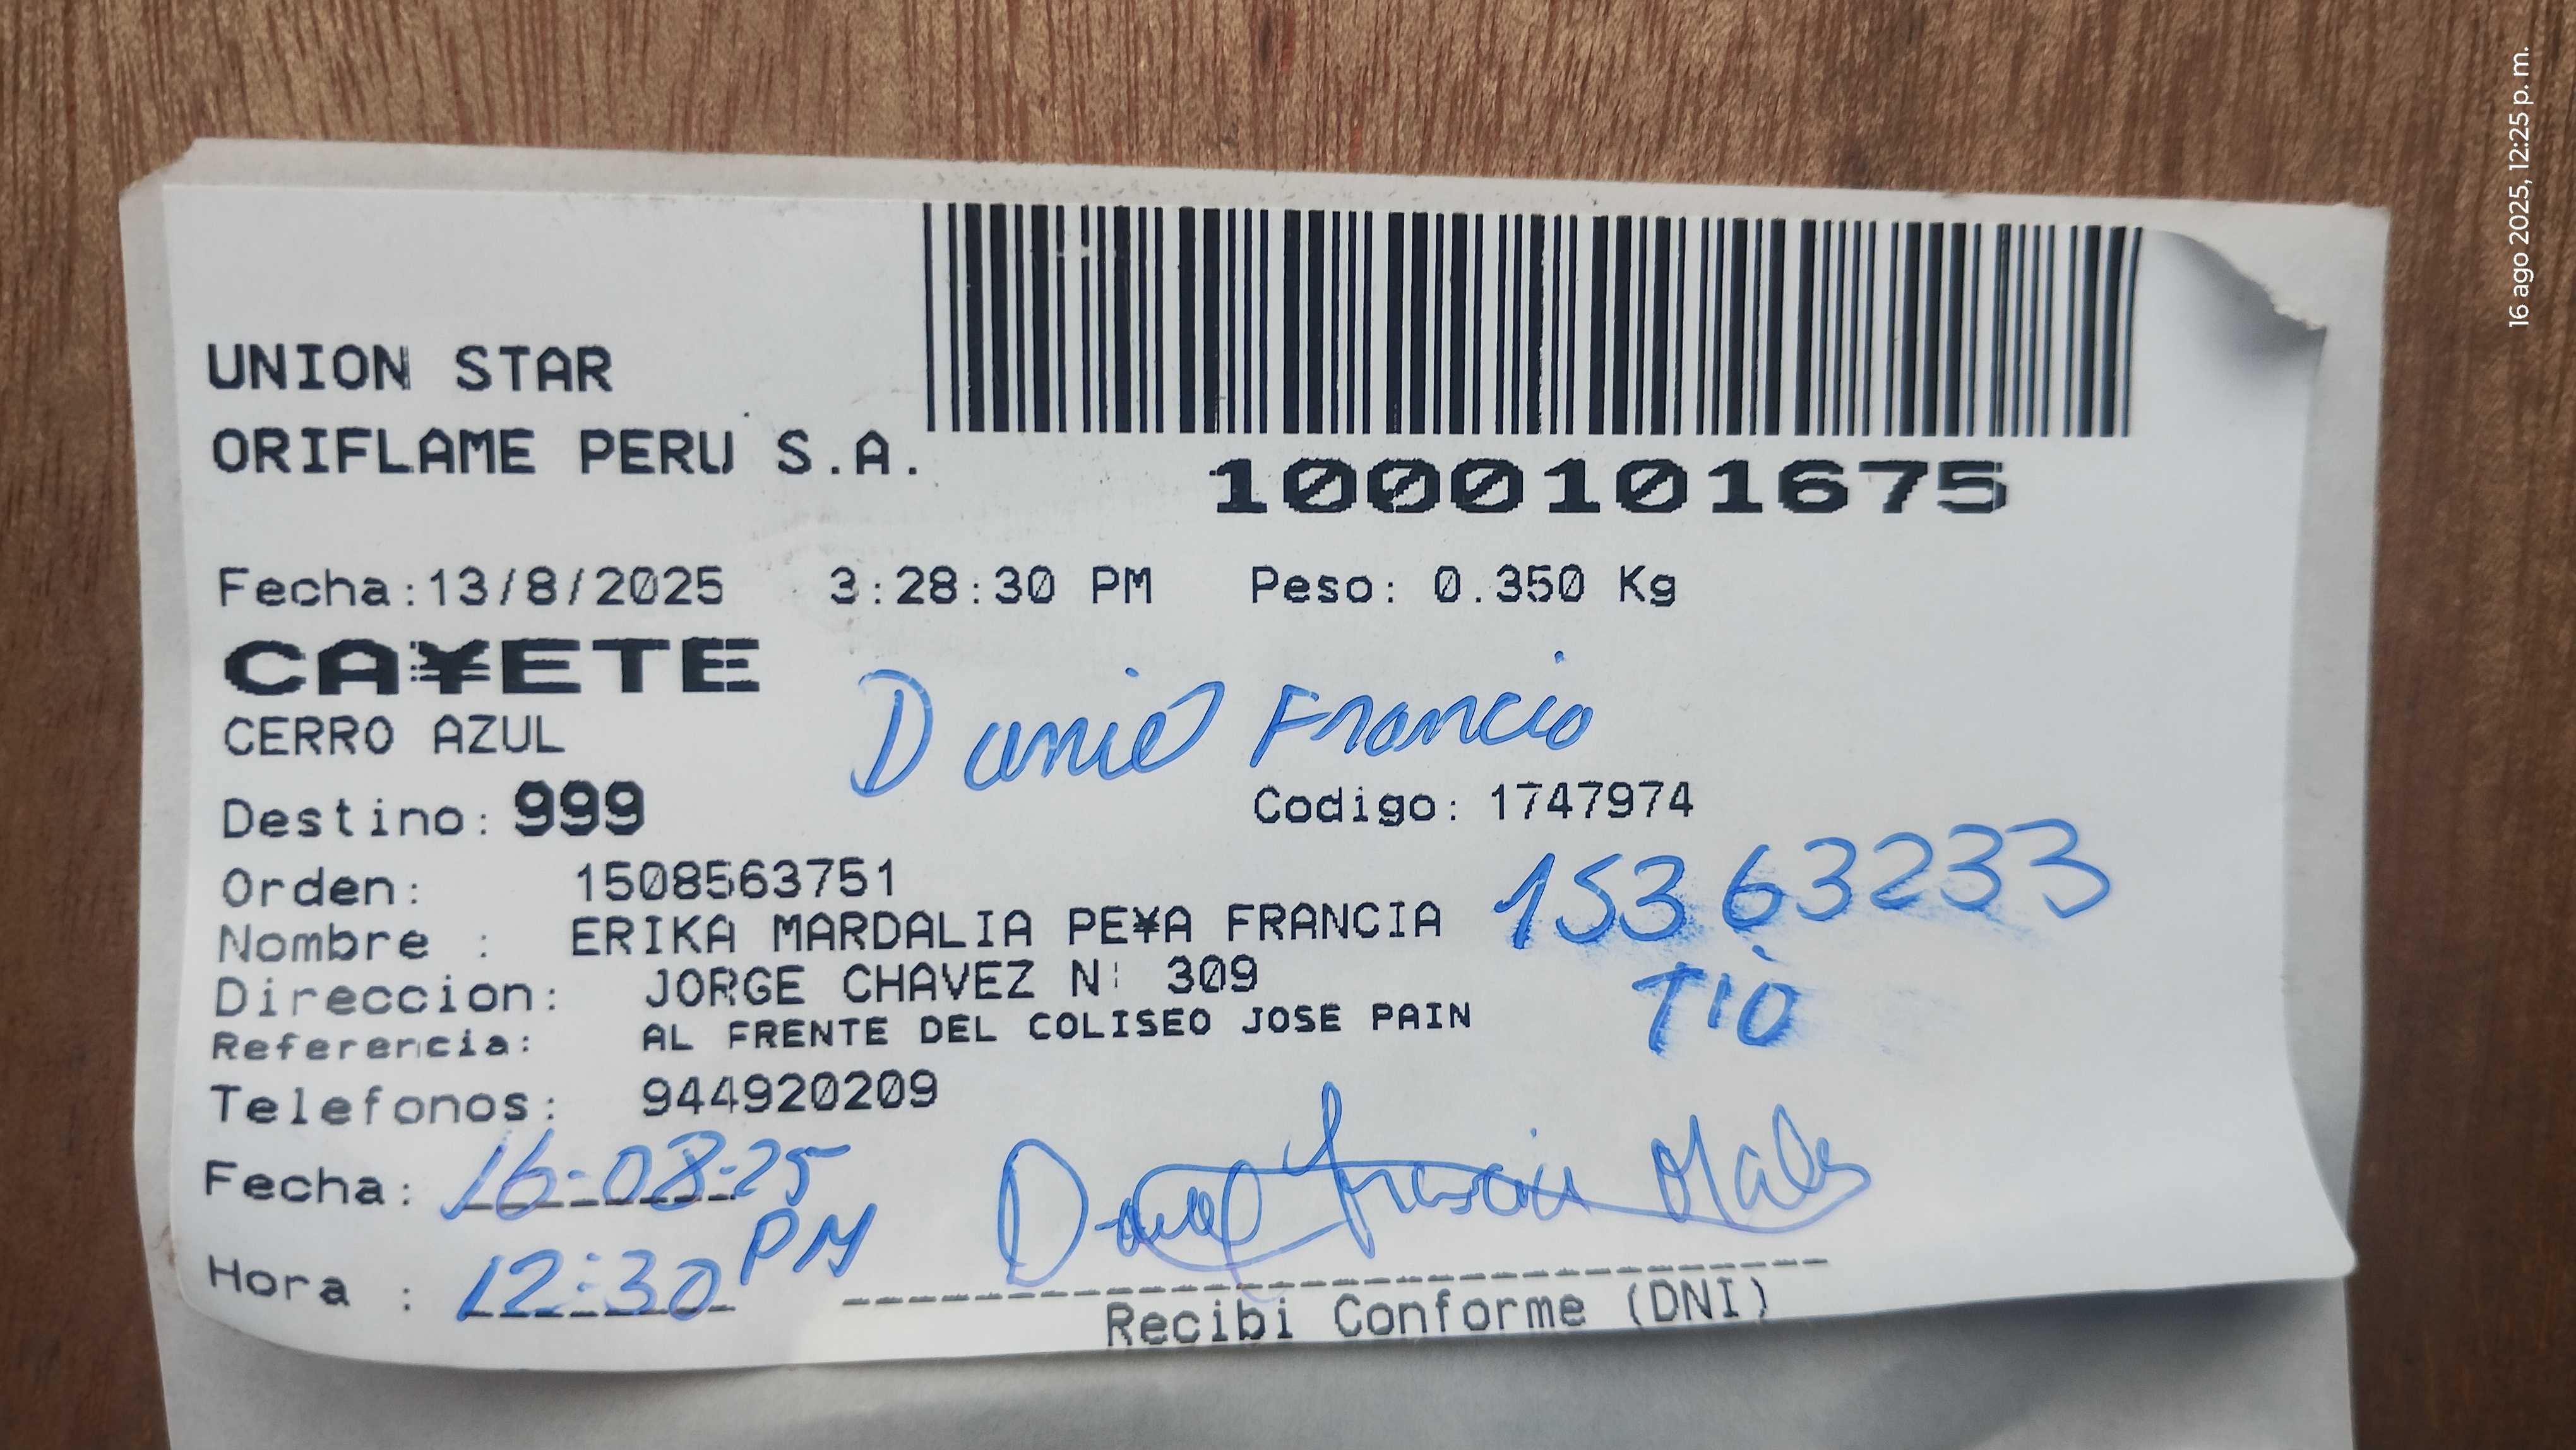 16 ago 2025, 12:25 p. m.
UNION STAR
ORIFLAME PERU S.A.
1000101675
Fecha:13/8/2025 3:28:30 PM Peso: 0.350 Kg
CA¥ETE
CERRO AZUL
Daniel Francia
Destino: 999 Codigo: 1747974
Orden: 1508563751
15363233
Nombre : ERIKA MARDALIA PE¥A FRANCIA
Direccion: JORGE CHAVEZ N: 309
TIO
Referencia: AL FRENTE DEL COLISEO JOSE PAIN
Telefonos: 944920209
Fecha: 16-08-25
Hora : 12:30 PM
Daniel Francia
Recibi Conforme (DNI)